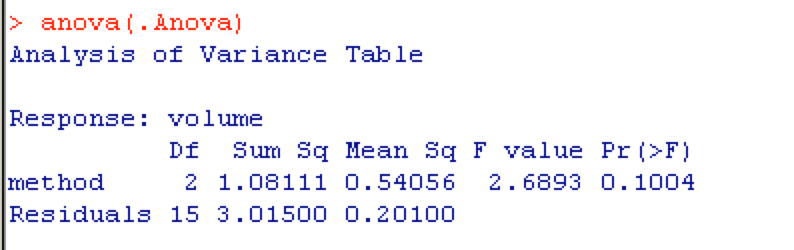 > anova(.Anova)
Analysis of Variance Table
Response: volume
Df Sum Sq Mean Sq F value Pr(>F)
method 2 1.08111 0.54056 2.6893 0.1004
Residuals 15 3.01500 0.20100